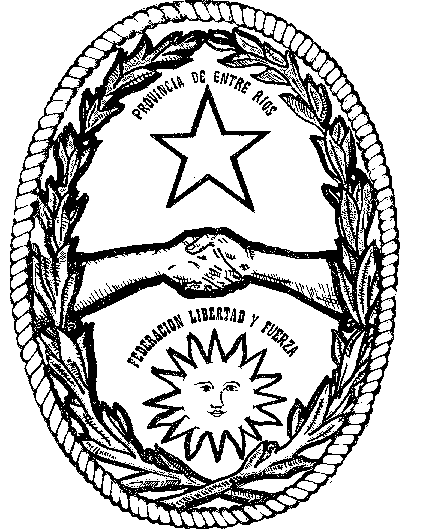 PROVINCIA DE ENTRE RIOS
FEDERACION LIBERTAD Y FUERZA